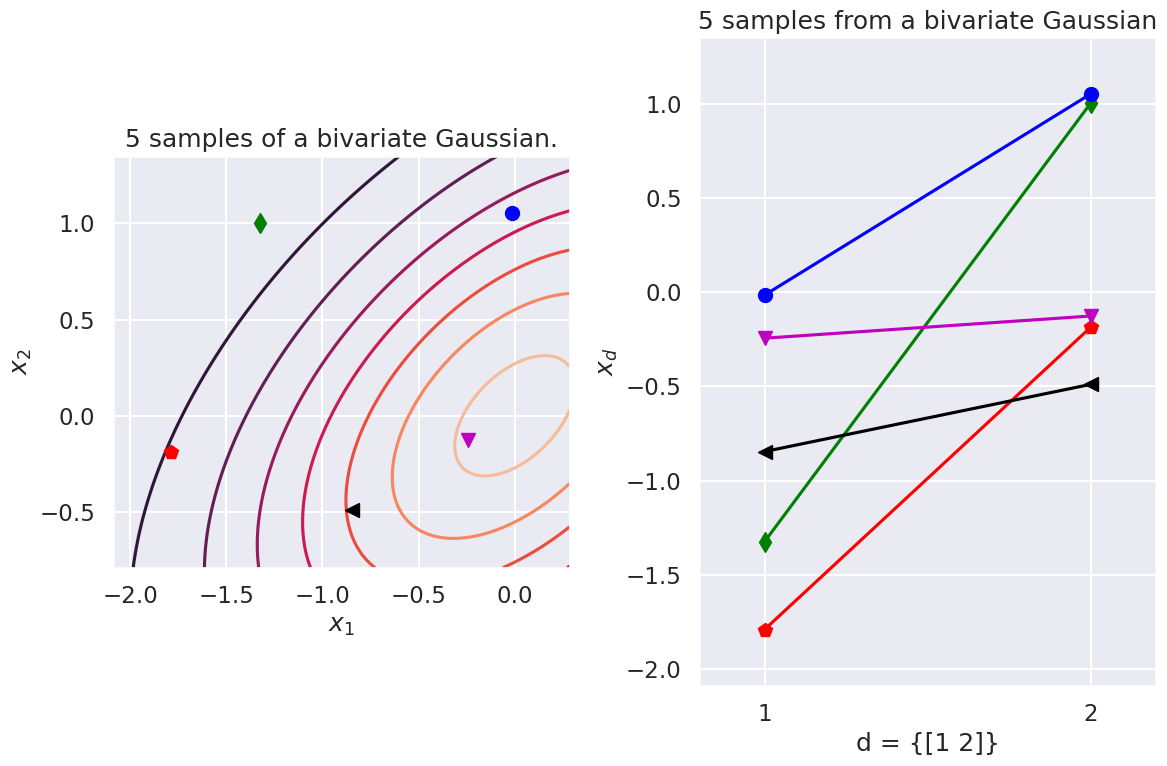 5 samples of a bivariate Gaussian.
1.0
0.5
0.0
−0.5
x₂
−2.0 −1.5 −1.0 −0.5 0.0
x₁
5 samples from a bivariate Gaussian
1.0
0.5
0.0
−0.5
−1.0
−1.5
−2.0
x_d
1 2
d = {[1 2]}